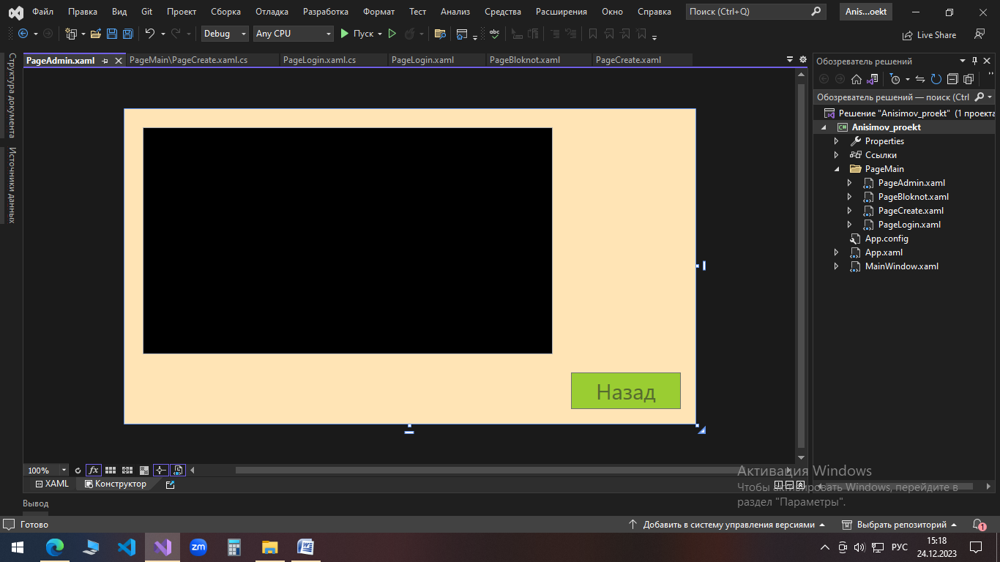 Файл Правка Вид Git Проект Сборка Отладка Разработка Формат Тест Анализ Средства Расширения Окно Справка Поиск (Ctrl+Q) Anis...oekt
Debug Any CPU Пуск Live Share
PageAdmin.xaml PageMain\PageCreate.xaml.cs PageLogin.xaml.cs PageLogin.xaml PageBloknot.xaml PageCreate.xaml
Структура документа
Источники данных
Назад
100%
XAML Конструктор
Вывод
Обозреватель решений
Обозреватель решений — поиск (Ctrl
Решение "Anisimov_proekt" (1 проекта
Anisimov_proekt
Properties
Ссылки
PageMain
PageAdmin.xaml
PageBloknot.xaml
PageCreate.xaml
PageLogin.xaml
App.config
App.xaml
MainWindow.xaml
Активация Windows
Чтобы активировать Windows, перейдите в
раздел "Параметры".
Готово Добавить в систему управления версиями Выбрать репозиторий 1
zm РУС 15:18
24.12.2023